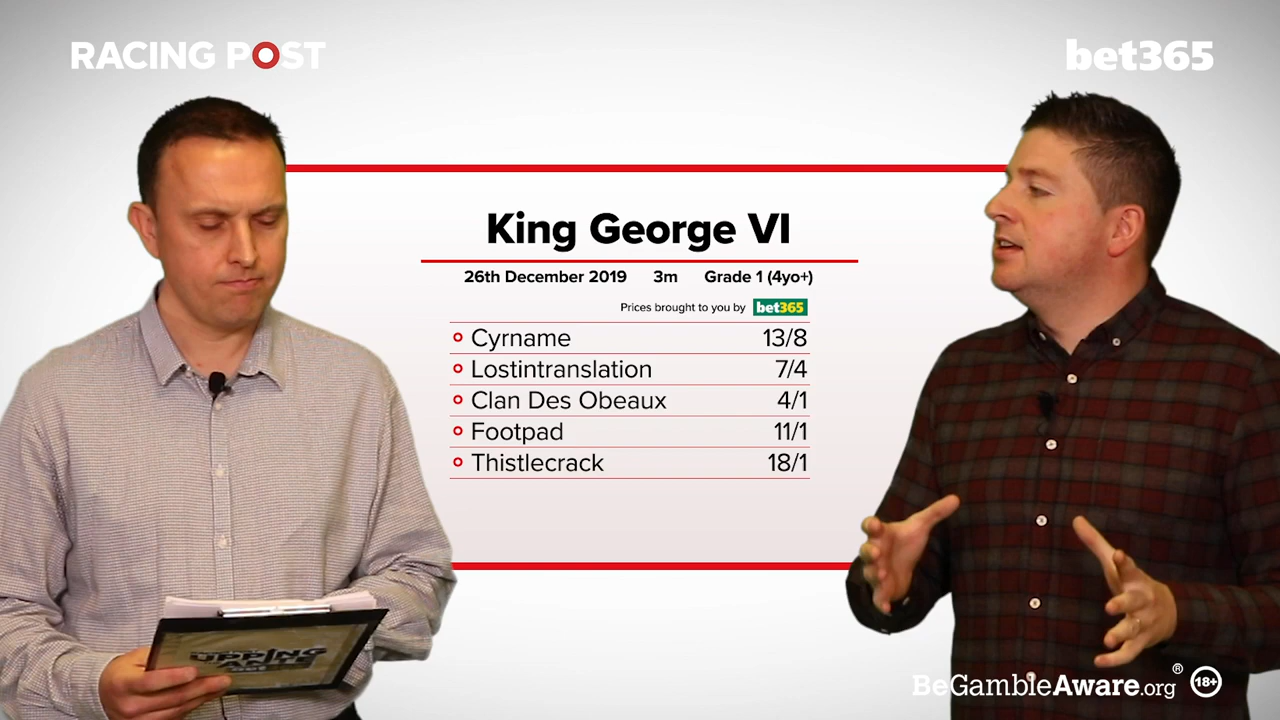 RACING POST
bet365
King George VI
26th December 2019 3m Grade 1 (4yo+)
Prices brought to you by bet365
Cyrname 13/8
Lostintranslation 7/4
Clan Des Obeaux 4/1
Footpad 11/1
Thistlecrack 18/1
UPPING
ANTE
BeGambleAware.org® 18+